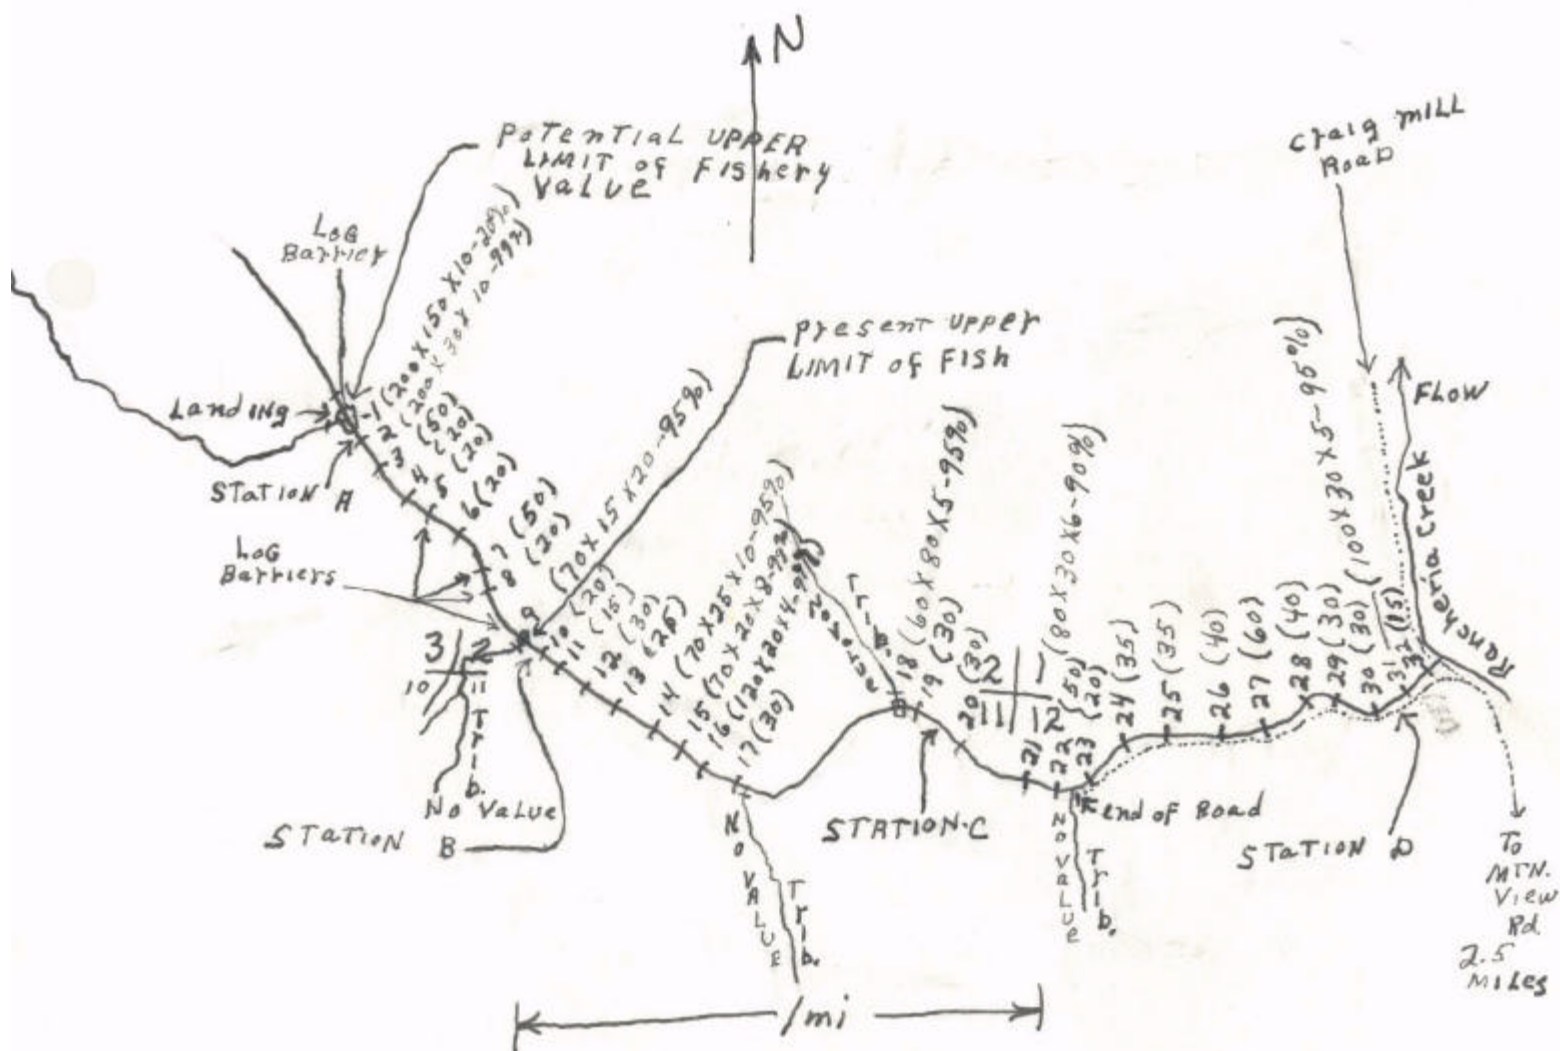 N
Potential UPPER
LIMIT of Fishery
Value
Craig MILL
Road
LOG
Barrier
Landing
Station A
-1 (200 x 150 x 10-20%)
2 (200 x 30 x 10-99%)
3 (50)
4 (20)
5 (20)
6 (20)
7 (50)
8 (20)
9 (70 x 15 x 20-95%)
10 (20)
11 (15)
12 (30)
13 (25)
14 (70 x 25 x 10-95%)
15 (70 x 20 x 8-99%)
16 (120 x 20 x 4-
17 (30)
Present upper
LIMIT of FISH
LOG
Barriers
3 2
10 11
Trib.
No Value
STATION B
No VALUE
Trib.
18 (60 x 80 x 5-95%)
19 (30)
20 (30)
2 1
11 12
STATION-C
21 (80 x 30 x 6-90%)
22 (50)
23 (20)
24 (35)
25 (35)
26 (40)
27 (60)
28 (40)
29 (30)
30 (30)
31 (100 x 30 x 5-95%)
32 (15)
end of Road
No Value
Trib.
Station D
FLOW
Rancheria Creek
To
MTN.
View
Rd.
2.5
MILES
1 mi